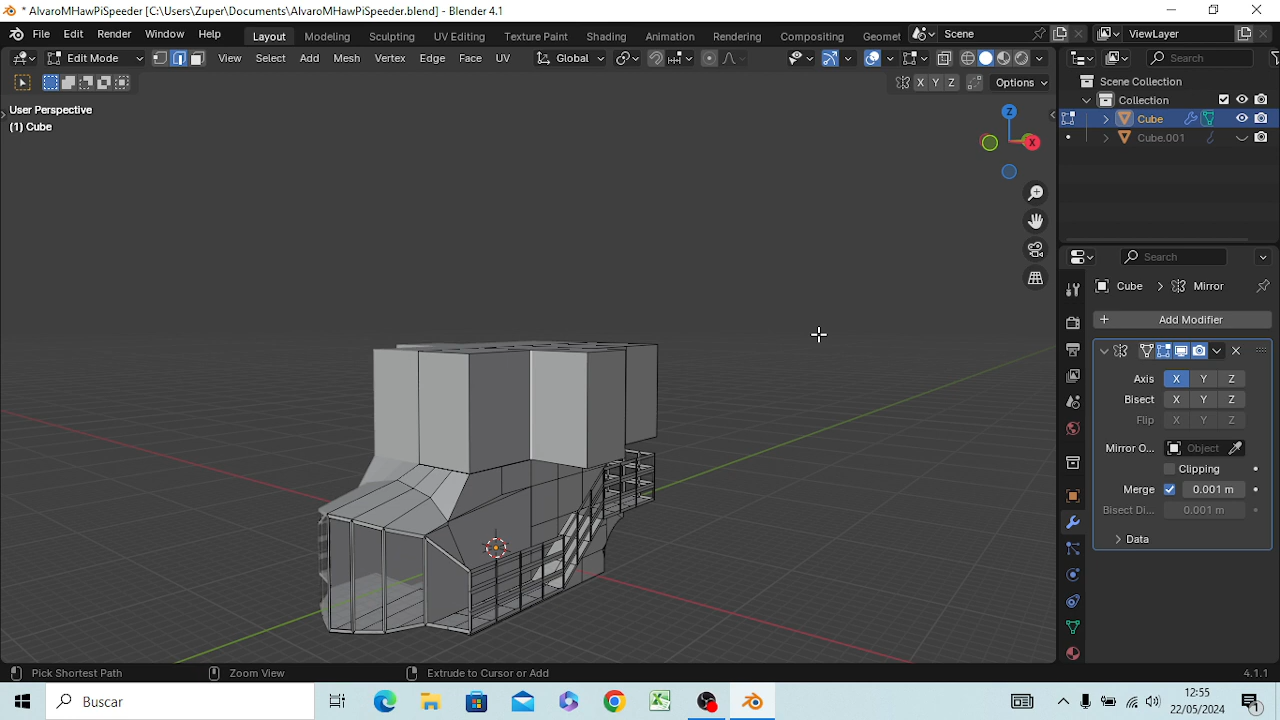 * AlvaroMHawPiSpeeder [C:\Users\Zuper\Documents\AlvaroMHawPiSpeeder.blend] - Blender 4.1
File Edit Render Window Help Layout Modeling Sculpting UV Editing Texture Paint Shading Animation Rendering Compositing Geomet Scene ViewLayer
Edit Mode View Select Add Mesh Vertex Edge Face UV Global Search
X Y Z Options
User Perspective
(1) Cube
Z
X
Scene Collection
Collection
Cube
Cube.001
Search
Cube > Mirror
+ Add Modifier
Axis X Y Z
Bisect X Y Z
Flip X Y Z
Mirror O... Object
Clipping
Merge 0.001 m
Bisect Di... 0.001 m
Data
Pick Shortest Path Zoom View Extrude to Cursor or Add 4.1.1
Buscar
12:55
22/05/2024
1